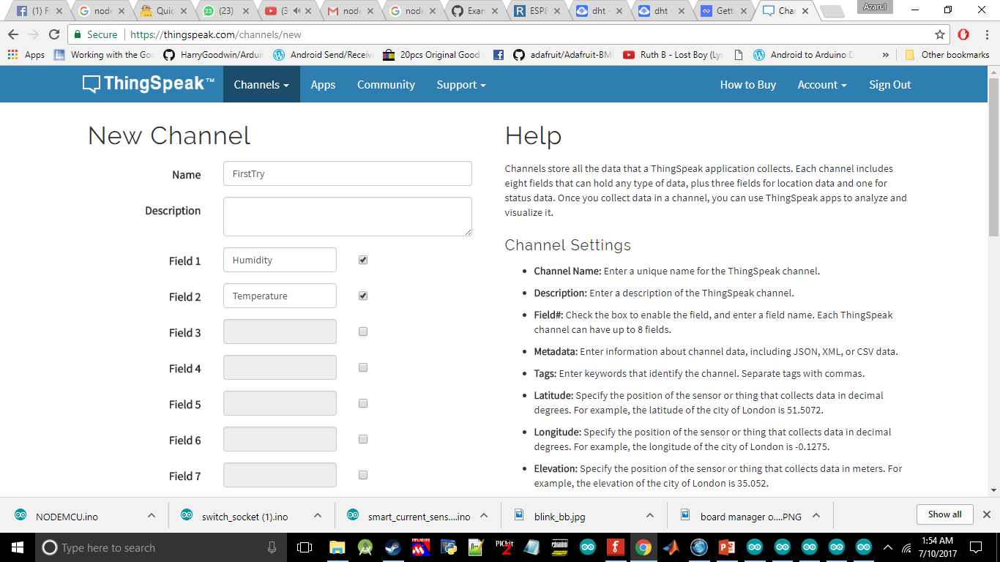 (1) F
node
Quic
(23)
(3
node
node
Exan
ESP8
dht -
dht -
Gett
Chan
Azarul
Secure https://thingspeak.com/channels/new
Apps
Working with the Go
HarryGoodwin/Ardui
Android Send/Receiv
20pcs Original Good
adafruit/Adafruit-BM
Ruth B - Lost Boy (Lyr
Android to Arduino D
»
Other bookmarks
ThingSpeak™
Channels
Apps
Community
Support
How to Buy
Account
Sign Out
New Channel
Name
FirstTry
Description
Field 1
Humidity
Field 2
Temperature
Field 3
Field 4
Field 5
Field 6
Field 7
Help
Channels store all the data that a ThingSpeak application collects. Each channel includes
eight fields that can hold any type of data, plus three fields for location data and one for
status data. Once you collect data in a channel, you can use ThingSpeak apps to analyze and
visualize it.
Channel Settings
• Channel Name: Enter a unique name for the ThingSpeak channel.
• Description: Enter a description of the ThingSpeak channel.
• Field#: Check the box to enable the field, and enter a field name. Each ThingSpeak
channel can have up to 8 fields.
• Metadata: Enter information about channel data, including JSON, XML, or CSV data.
• Tags: Enter keywords that identify the channel. Separate tags with commas.
• Latitude: Specify the position of the sensor or thing that collects data in decimal
degrees. For example, the latitude of the city of London is 51.5072.
• Longitude: Specify the position of the sensor or thing that collects data in decimal
degrees. For example, the longitude of the city of London is -0.1275.
• Elevation: Specify the position of the sensor or thing that collects data in meters. For
example, the elevation of the city of London is 35.052.
NODEMCU.ino
switch_socket (1).ino
smart_current_sens....ino
blink_bb.jpg
board manager o....PNG
Show all
Type here to search
1:54 AM
7/10/2017